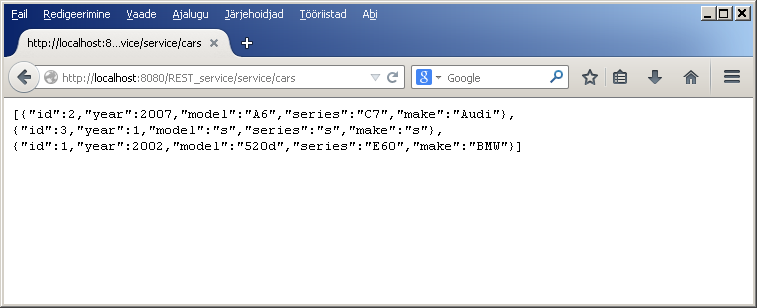 Fail Redigeerimine Vaade Ajalugu Järjehoidjad Tööriistad Abi
http://localhost:8...vice/service/cars
http://localhost:8080/REST_service/service/cars
8 Google
[{"id":2,"year":2007,"model":"A6","series":"C7","make":"Audi"},
{"id":3,"year":1,"model":"s","series":"s","make":"s"},
{"id":1,"year":2002,"model":"520d","series":"E60","make":"BMW"}]